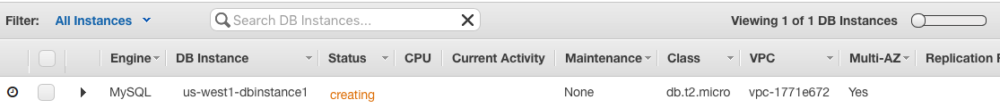 Filter: All Instances Search DB Instances... Viewing 1 of 1 DB Instances
Engine DB Instance Status CPU Current Activity Maintenance Class VPC Multi-AZ Replication
MySQL us-west1-dbinstance1 creating None db.t2.micro vpc-1771e672 Yes